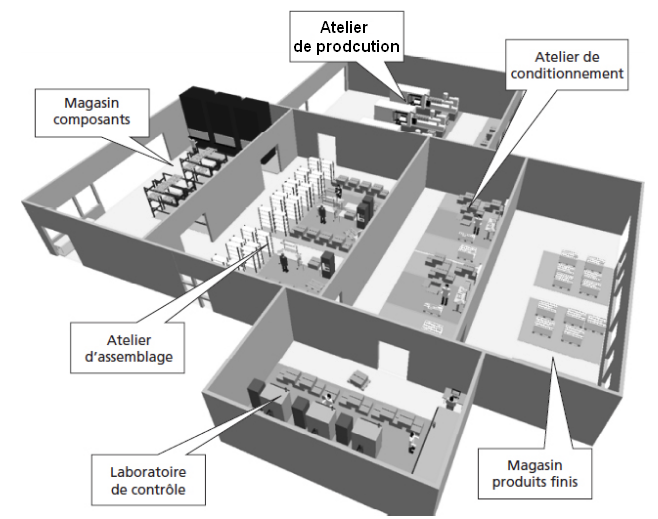 Atelier
de prodcution
Atelier de
conditionnement
Magasin
composants
Atelier
d'assemblage
Laboratoire
de contrôle
Magasin
produits finis